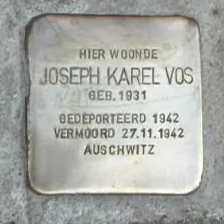 HIER WOONDE
JOSEPH KAREL VOS
GEB. 1931
GEDEPORTEERD 1942
VERMOORD 27.11.1942
AUSCHWITZ